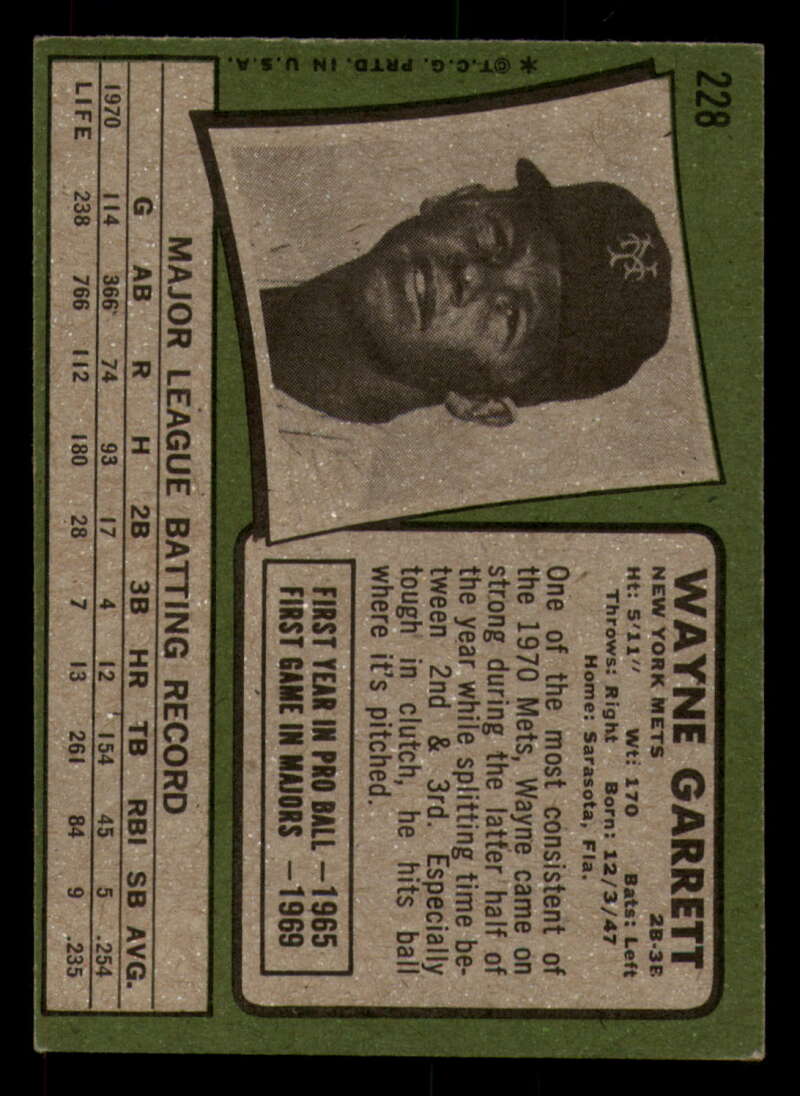 228
NY
* ©T.C.G. PRTD. IN U.S.A.
WAYNE GARRETT
NEW YORK METS 2B-3B
Ht: 5'11" Wt: 170 Bats: Left
Throws: Right Born: 12/3/47
Home: Sarasota, Fla.
One of the most consistent of
the 1970 Mets, Wayne came on
strong during the latter half of
the year while splitting time be-
tween 2nd & 3rd. Especially
tough in clutch, he hits ball
where it's pitched.
FIRST YEAR IN PRO BALL—1965
FIRST GAME IN MAJORS —1969
MAJOR LEAGUE BATTING RECORD
G AB R H 2B 3B HR TB RBI SB AVG.
1970 114 366 74 93 17 4 12 154 45 5 .254
LIFE 238 766 112 180 28 7 13 261 84 9 .235